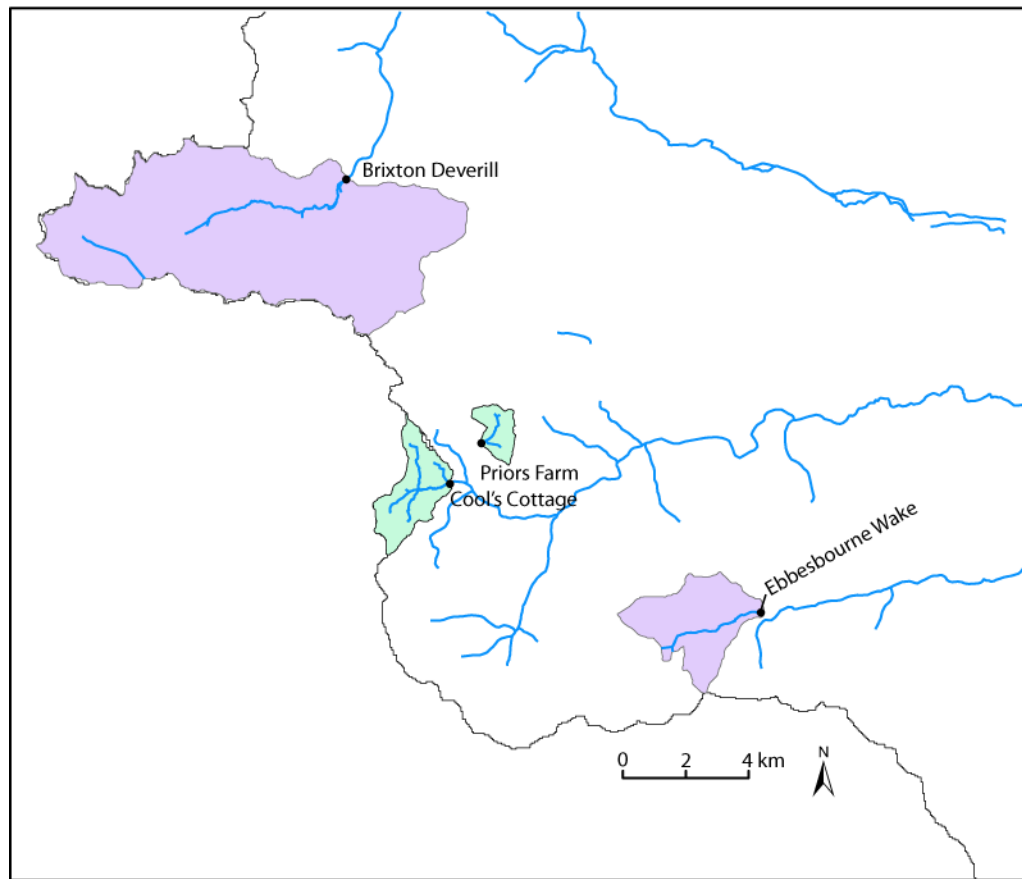 Brixton Deverill
Priors Farm
Cool's Cottage
Ebbesbourne Wake
0 2 4 km
N